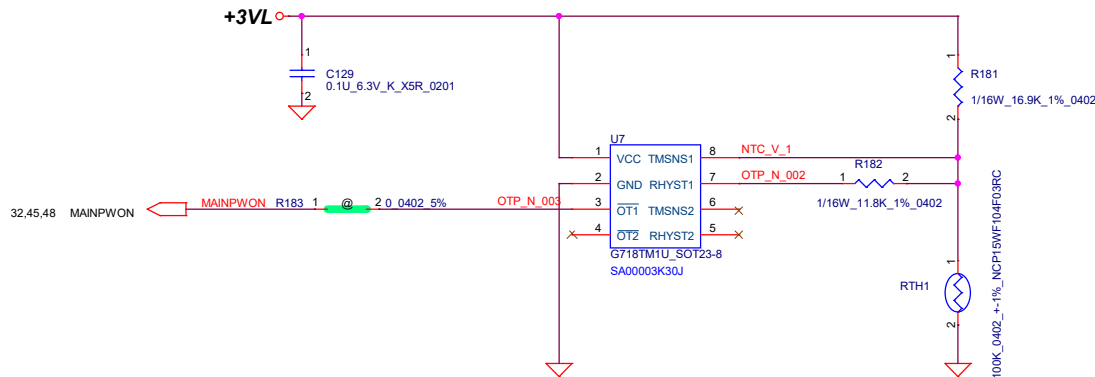 +3VL
1
C129
0.1U_6.3V_K_X5R_0201
2
1
R181
1/16W_16.9K_1%_0402
2
U7
1 VCC TMSNS1 8 NTC_V_1
2 GND RHYST1 7 OTP_N_002 1 R182 2
1/16W_11.8K_1%_0402
32,45,48 MAINPWON MAINPWON R183 1 @ 2 0_0402_5% OTP_N_003 3 OT1 TMSNS2 6
4 OT2 RHYST2 5
G718TM1U_SOT23-8
SA00003K30J
1
RTH1
2
100K_0402_+-1%_NCP15WF104F03RC